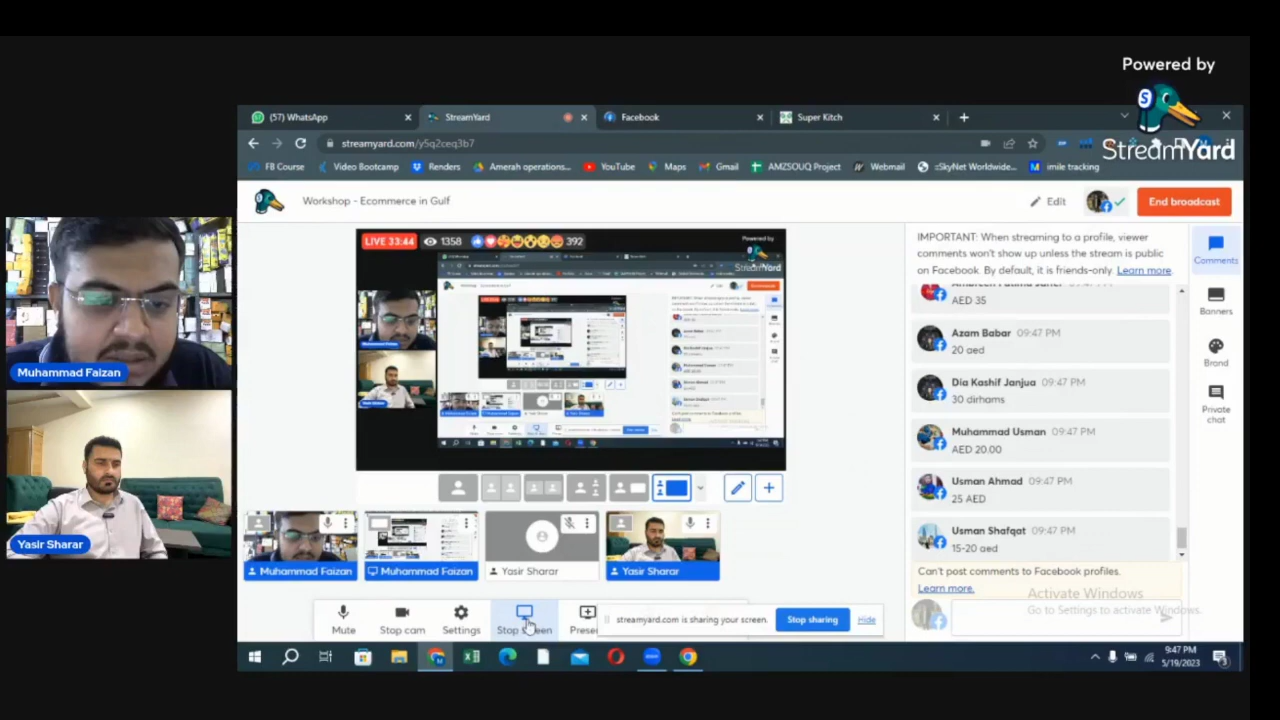 Powered by
StreamYard
(57) WhatsApp
StreamYard
Facebook
Super Kitch
streamyard.com/y5q2ceq3b7
FB Course
Video Bootcamp
Renders
Amerah operations...
YouTube
Maps
Gmail
AMZSOUQ Project
Webmail
:SkyNet Worldwide...
imile tracking
Workshop - Ecommerce in Gulf
Edit
End broadcast
LIVE 33:44
1358
392
Powered by
StreamYard
IMPORTANT: When streaming to a profile, viewer
comments won't show up unless the stream is public
on Facebook. By default, it is friends-only. Learn more.
AED 35
Azam Babar 09:47 PM
20 aed
Dia Kashif Janjua 09:47 PM
30 dirhams
Muhammad Usman 09:47 PM
AED 20.00
Usman Ahmad 09:47 PM
25 AED
Usman Shafqat 09:47 PM
15-20 aed
Can't post comments to Facebook profiles.
Learn more.
Comments
Banners
Brand
Private
chat
Muhammad Faizan
Yasir Sharar
Muhammad Faizan
Muhammad Faizan
Yasir Sharar
Yasir Sharar
Mute
Stop cam
Settings
Stop screen
Presen
streamyard.com is sharing your screen.
Stop sharing
Hide
Activate Windows
Go to Settings to activate Windows.
9:47 PM
5/19/2023